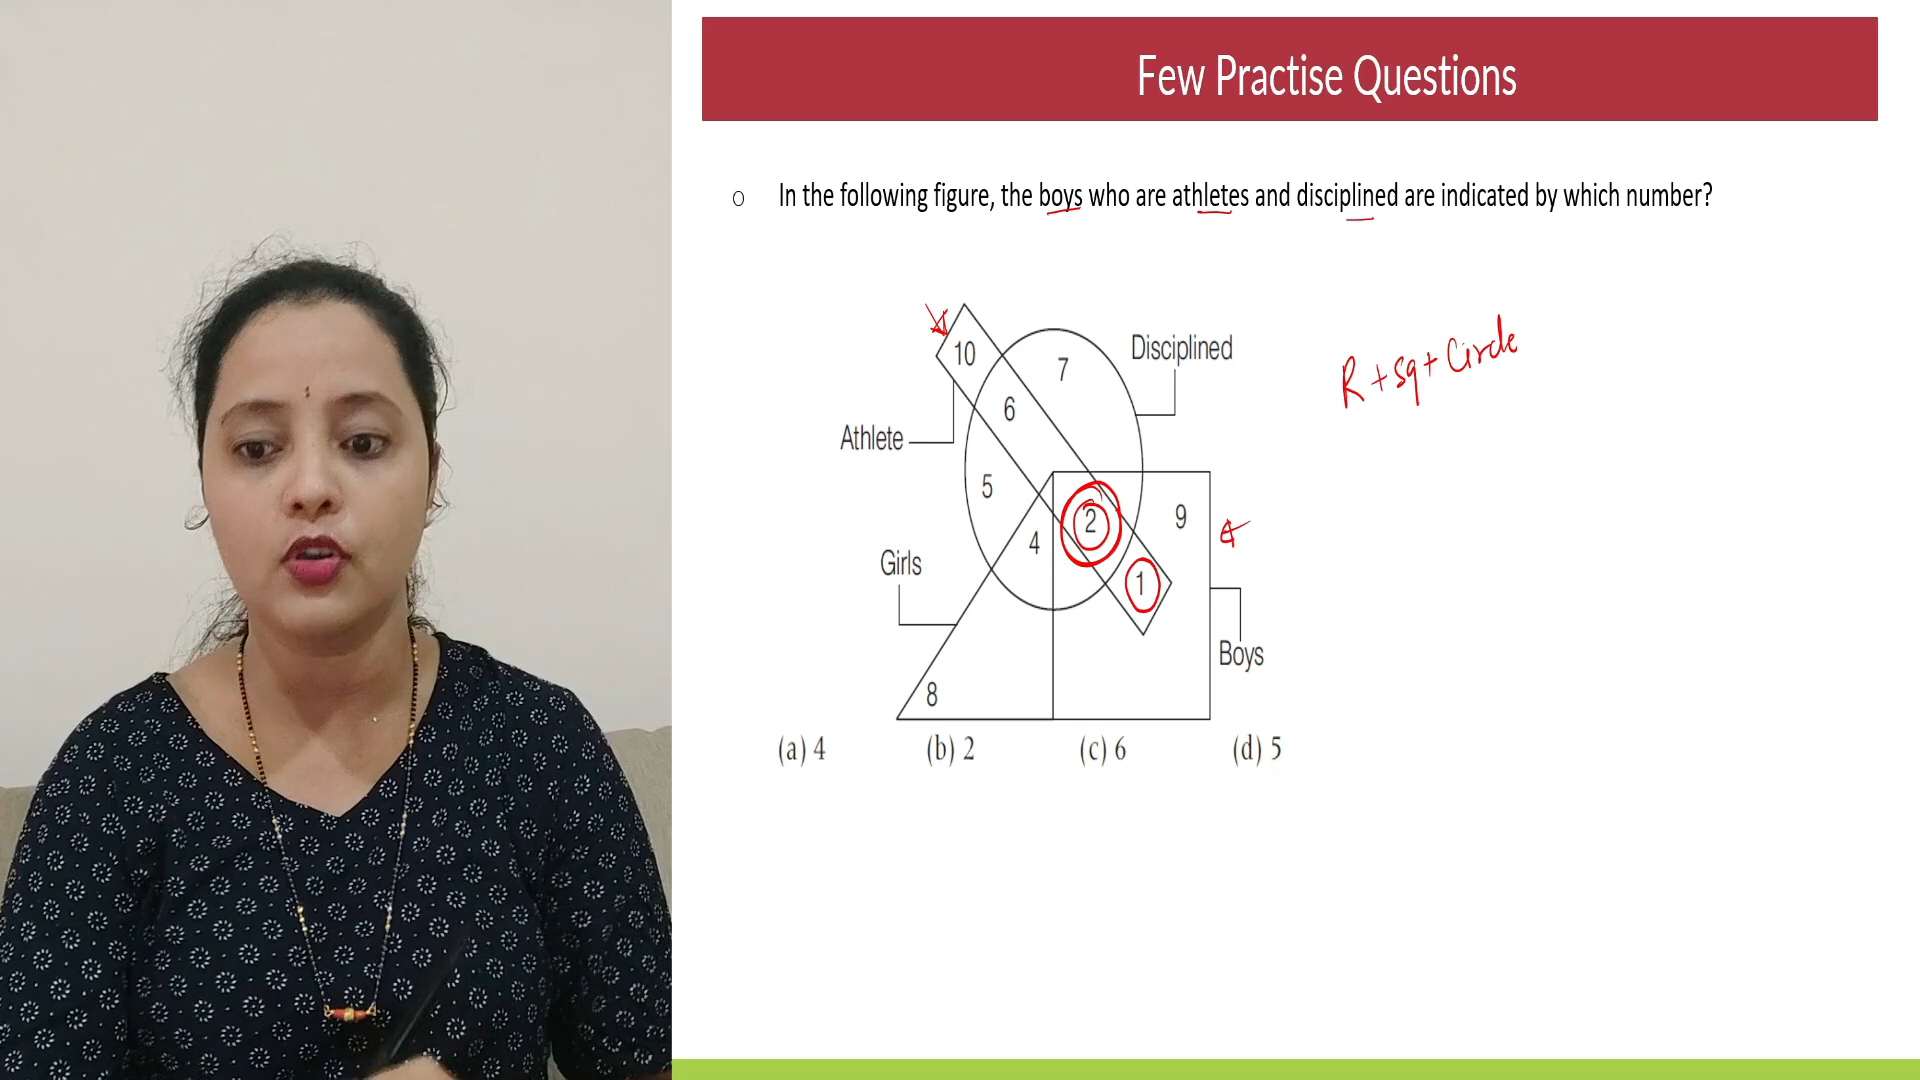 Few Practise Questions
o In the following figure, the boys who are athletes and disciplined are indicated by which number?
10
7
Disciplined
R + Sq + Circle
6
Athlete
5
2
9
4
Girls
1
Boys
8
(a) 4 (b) 2 (c) 6 (d) 5